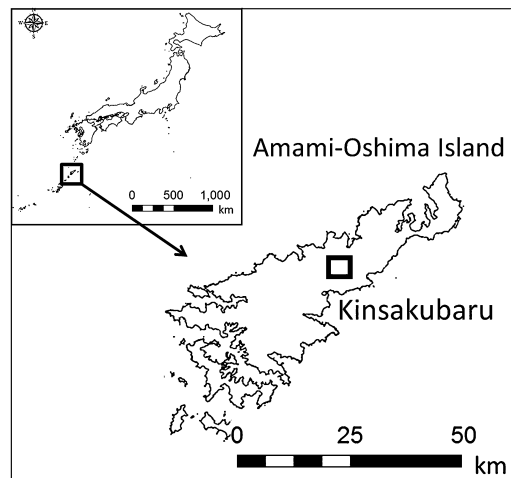 N
W E
S
0 500 1,000
km
Amami-Oshima Island
Kinsakubaru
0 25 50
km